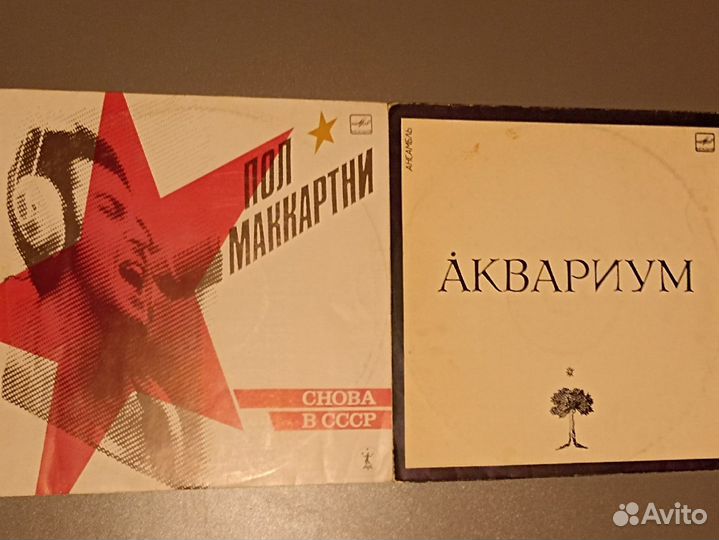 ПОЛ
МАККАРТНИ
СНОВА
В СССР
АНСАМБЛЬ
АКВАРИУМ
Avito